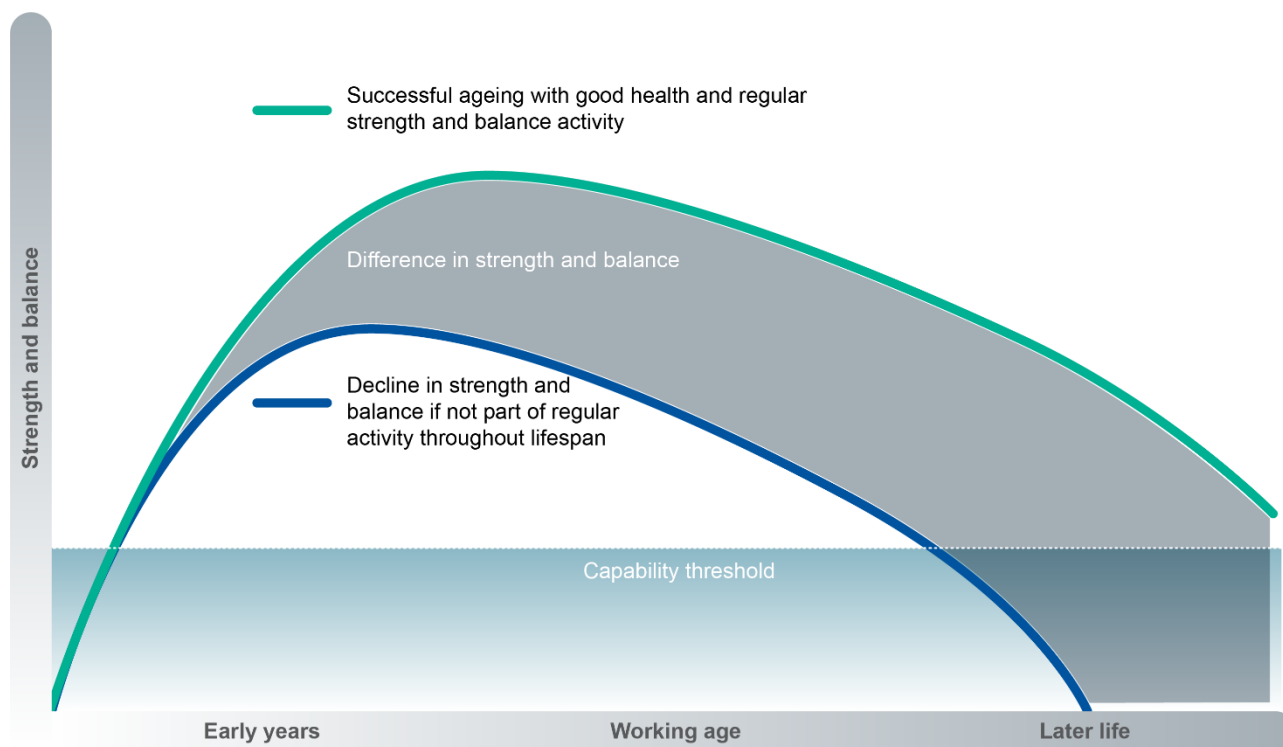 Successful ageing with good health and regular
strength and balance activity
Difference in strength and balance
Decline in strength and
balance if not part of regular
activity throughout lifespan
Capability threshold
Strength and balance
Early years
Working age
Later life